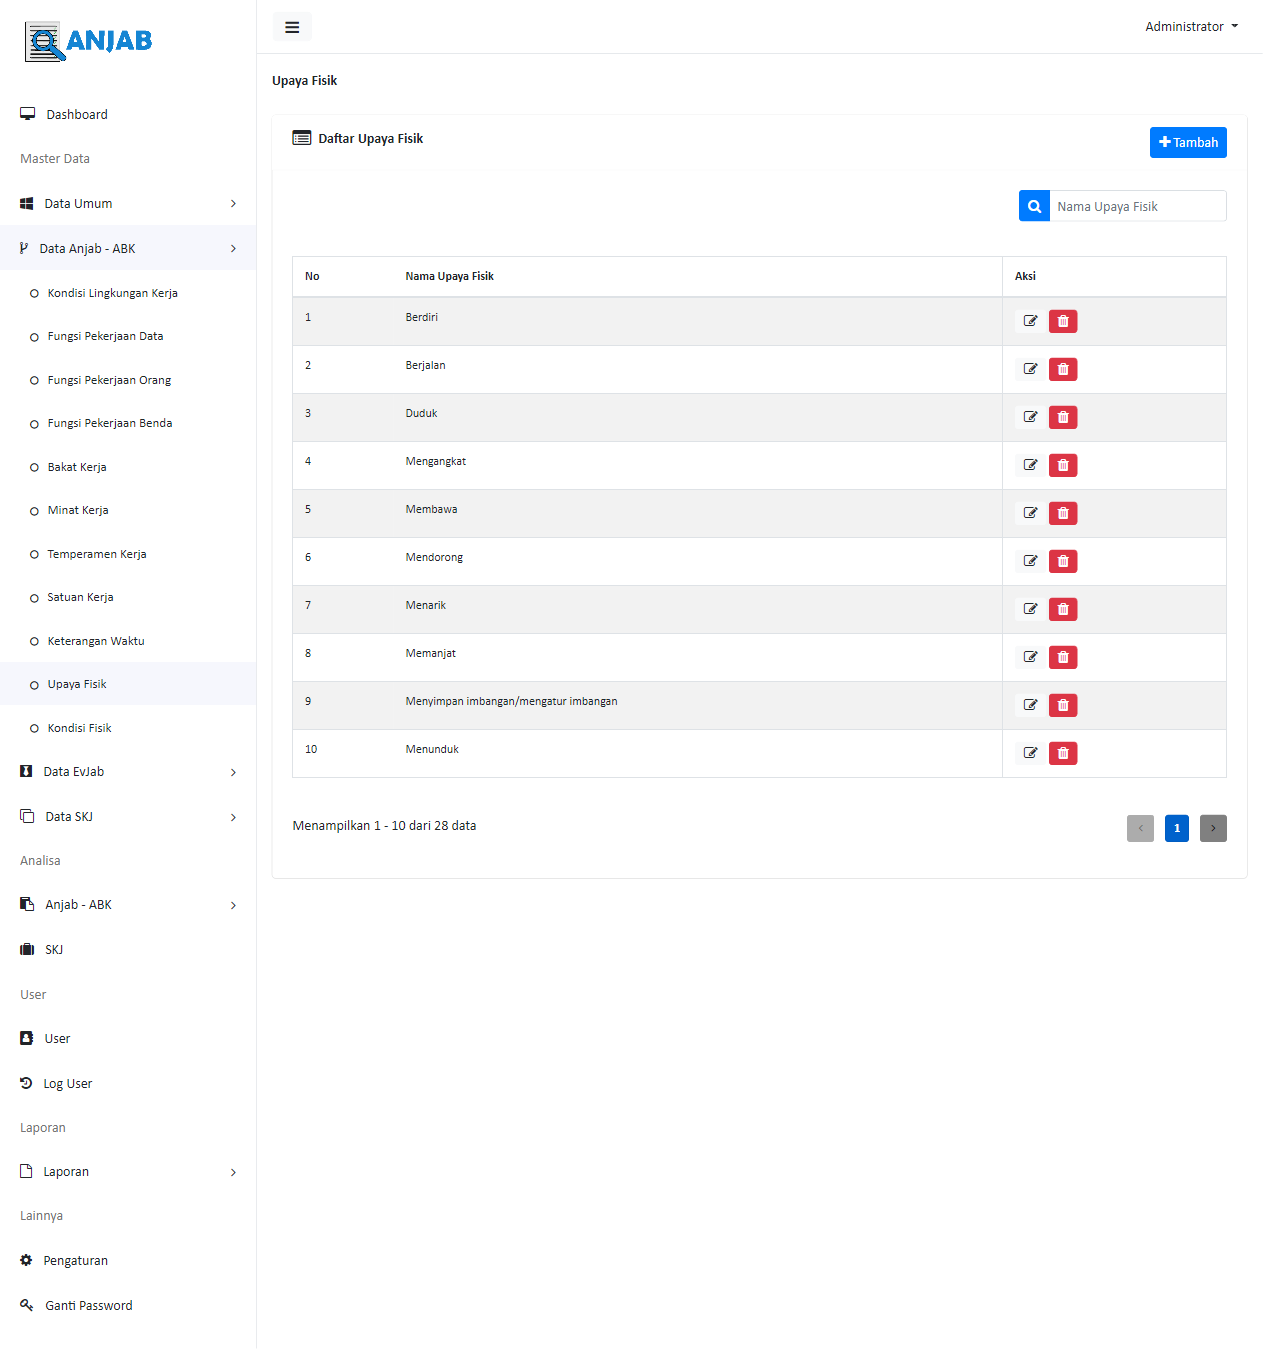 ANJAB
Dashboard
Master Data
Data Umum
Data Anjab - ABK
Kondisi Lingkungan Kerja
Fungsi Pekerjaan Data
Fungsi Pekerjaan Orang
Fungsi Pekerjaan Benda
Bakat Kerja
Minat Kerja
Temperamen Kerja
Satuan Kerja
Keterangan Waktu
Upaya Fisik
Kondisi Fisik
Data EvJab
Data SKJ
Analisa
Anjab - ABK
SKJ
User
User
Log User
Laporan
Laporan
Lainnya
Pengaturan
Ganti Password
Administrator
Upaya Fisik
Daftar Upaya Fisik
Tambah
Nama Upaya Fisik
No Nama Upaya Fisik Aksi
1 Berdiri
2 Berjalan
3 Duduk
4 Mengangkat
5 Membawa
6 Mendorong
7 Menarik
8 Memanjat
9 Menyimpan imbangan/mengatur imbangan
10 Menunduk
Menampilkan 1 - 10 dari 28 data
‹ 1 ›